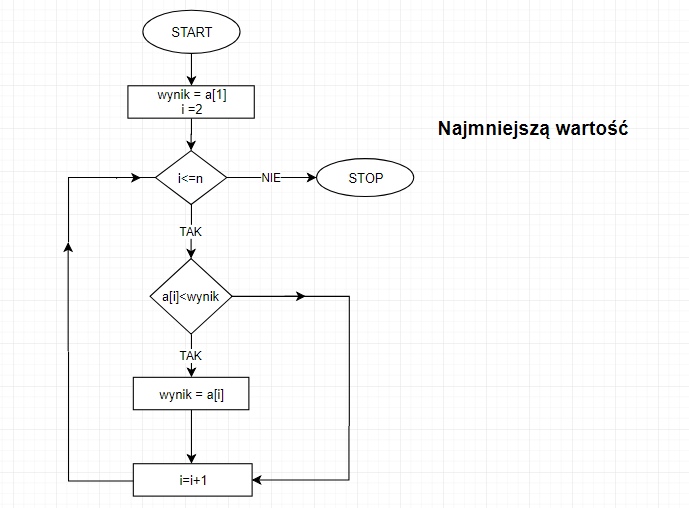 START
wynik = a[1]
i =2
Najmniejszą wartość
i<=n
NIE
STOP
TAK
a[i]<wynik
TAK
wynik = a[i]
i=i+1